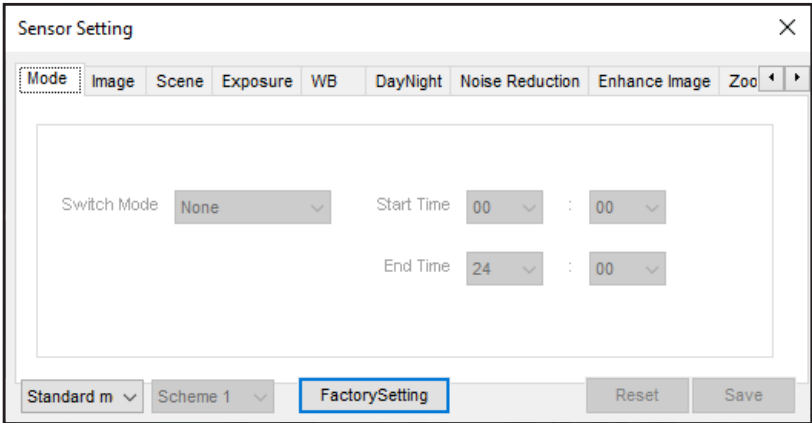 Sensor Setting
Mode Image Scene Exposure WB DayNight Noise Reduction Enhance Image Zoo
Switch Mode None Start Time 00 : 00
End Time 24 : 00
Standard m Scheme 1 FactorySetting Reset Save